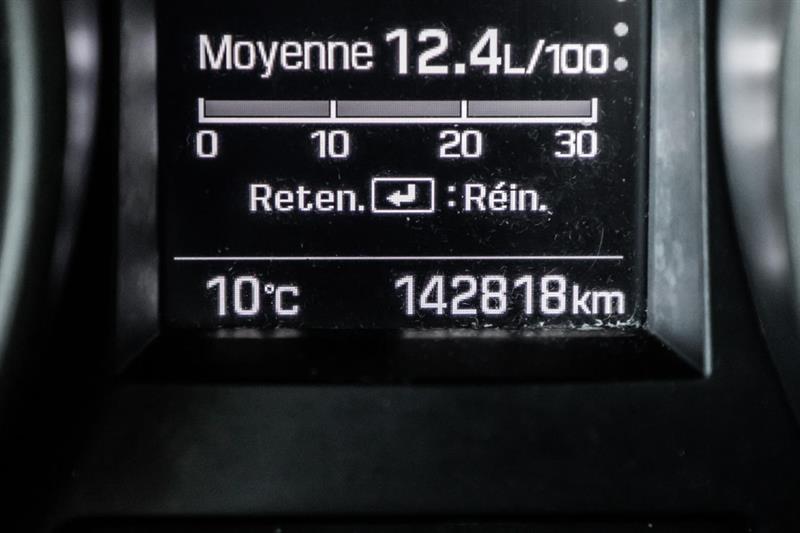 Moyenne 12.4L/100
0 10 20 30
Reten. : Réin.
10°C 142818km